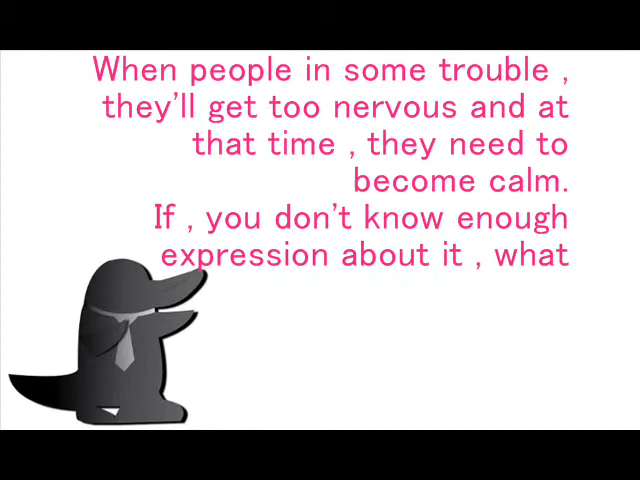 When people in some trouble ,
they'll get too nervous and at
that time , they need to
become calm.
If , you don't know enough
expression about it , what